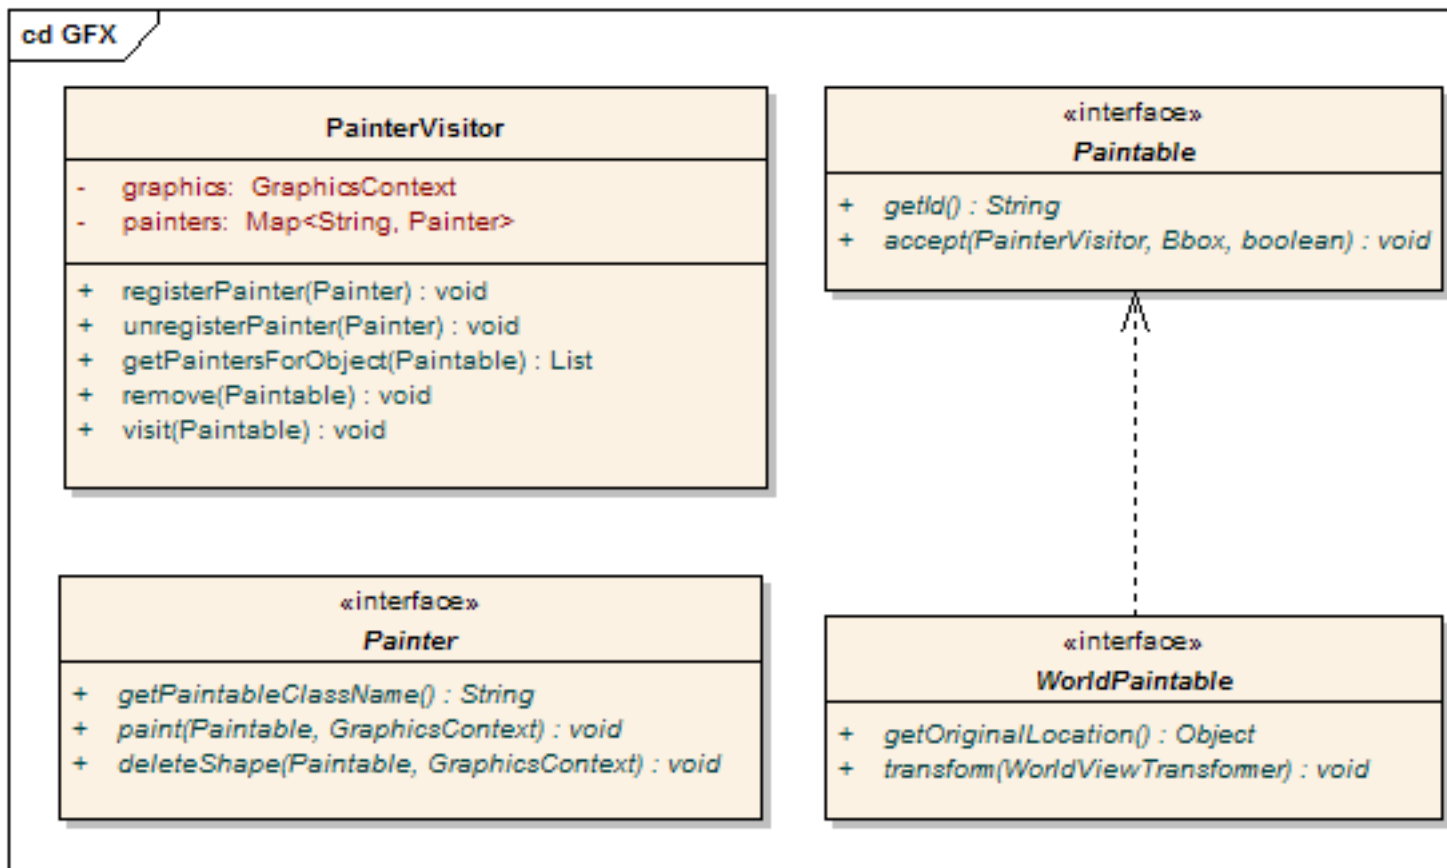 cd GFX
PainterVisitor
- graphics: GraphicsContext
- painters: Map<String, Painter>
+ registerPainter(Painter) : void
+ unregisterPainter(Painter) : void
+ getPaintersForObject(Paintable) : List
+ remove(Paintable) : void
+ visit(Paintable) : void
«interface»
Paintable
+ getId() : String
+ accept(PainterVisitor, Bbox, boolean) : void
«interface»
Painter
+ getPaintableClassName() : String
+ paint(Paintable, GraphicsContext) : void
+ deleteShape(Paintable, GraphicsContext) : void
«interface»
WorldPaintable
+ getOriginalLocation() : Object
+ transform(WorldViewTransformer) : void